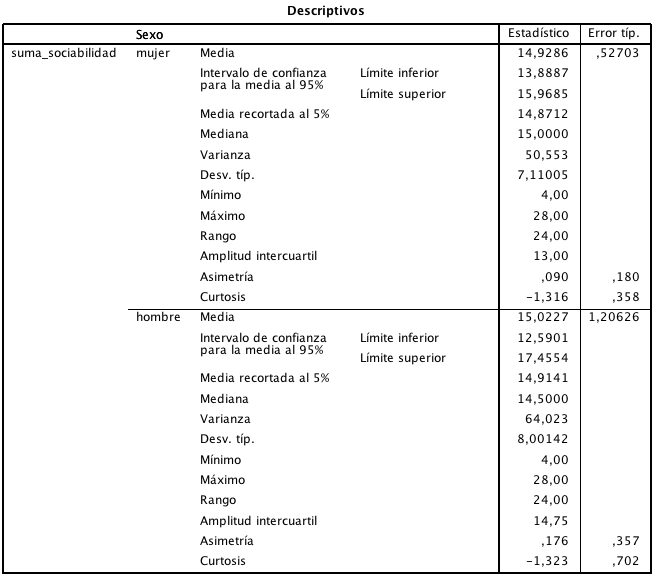 Descriptivos
Sexo Estadístico Error típ.
suma_sociabilidad mujer Media 14,9286 ,52703
Intervalo de confianza para la media al 95% Límite inferior 13,8887
Límite superior 15,9685
Media recortada al 5% 14,8712
Mediana 15,0000
Varianza 50,553
Desv. típ. 7,11005
Mínimo 4,00
Máximo 28,00
Rango 24,00
Amplitud intercuartil 13,00
Asimetría ,090 ,180
Curtosis -1,316 ,358
hombre Media 15,0227 1,20626
Intervalo de confianza para la media al 95% Límite inferior 12,5901
Límite superior 17,4554
Media recortada al 5% 14,9141
Mediana 14,5000
Varianza 64,023
Desv. típ. 8,00142
Mínimo 4,00
Máximo 28,00
Rango 24,00
Amplitud intercuartil 14,75
Asimetría ,176 ,357
Curtosis -1,323 ,702